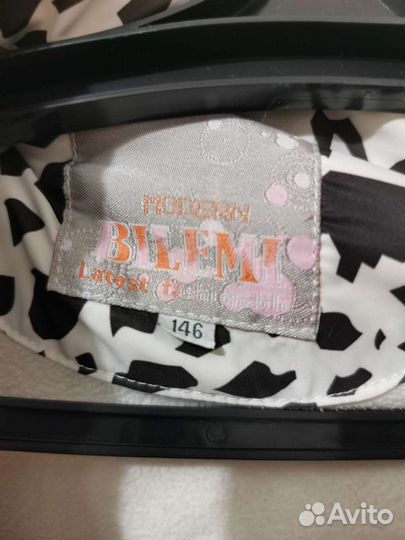 MODERN
BILEMI
Latest
146
Avito